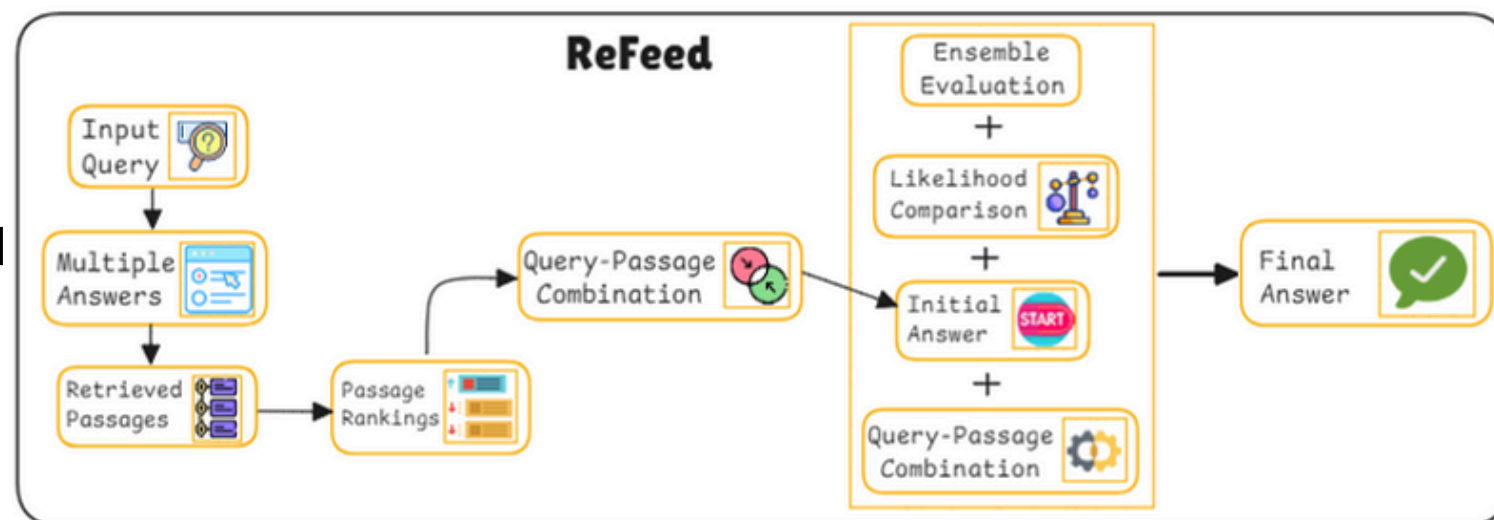 ReFeed
Input
Query
Multiple
Answers
Retrieved
Passages
Passage
Rankings
Query-Passage
Combination
Ensemble
Evaluation
+
Likelihood
Comparison
+
Initial
Answer
START
+
Query-Passage
Combination
Final
Answer